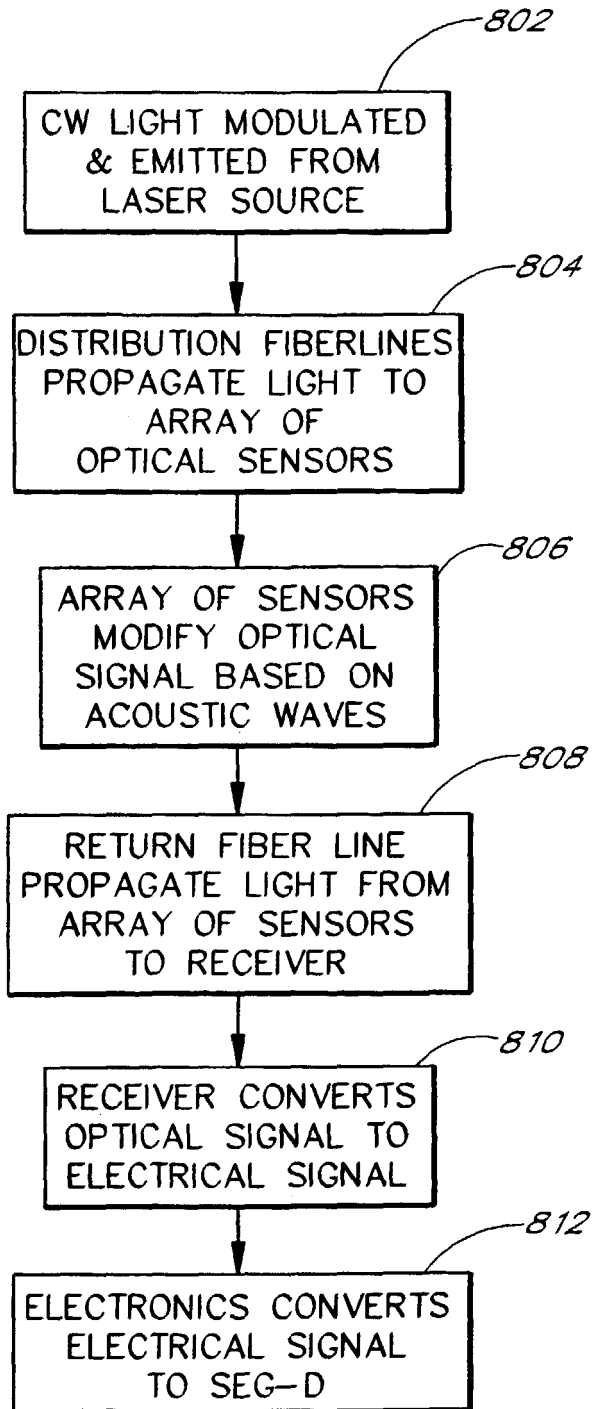 802
CW LIGHT MODULATED
& EMITTED FROM
LASER SOURCE
804
DISTRIBUTION FIBERLINES
PROPAGATE LIGHT TO
ARRAY OF
OPTICAL SENSORS
806
ARRAY OF SENSORS
MODIFY OPTICAL
SIGNAL BASED ON
ACOUSTIC WAVES
808
RETURN FIBER LINE
PROPAGATE LIGHT FROM
ARRAY OF SENSORS
TO RECEIVER
810
RECEIVER CONVERTS
OPTICAL SIGNAL TO
ELECTRICAL SIGNAL
812
ELECTRONICS CONVERTS
ELECTRICAL SIGNAL
TO SEG-D